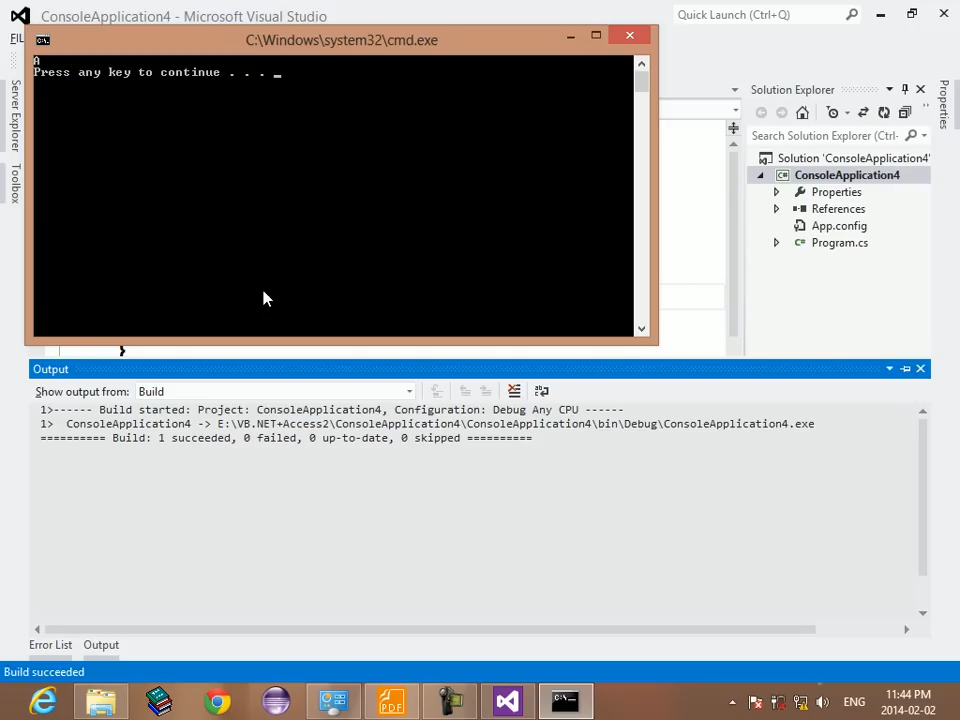 ConsoleApplication4 - Microsoft Visual Studio
Quick Launch (Ctrl+Q)
FIL
C:\Windows\system32\cmd.exe
A
Press any key to continue . . . _
Server Explorer
Toolbox
Solution Explorer
Search Solution Explorer (Ctrl-
Solution 'ConsoleApplication4'
ConsoleApplication4
Properties
References
App.config
Program.cs
Properties
}
Output
Show output from:
Build
1>------ Build started: Project: ConsoleApplication4, Configuration: Debug Any CPU ------
1>  ConsoleApplication4 -> E:\VB.NET+Access2\ConsoleApplication4\ConsoleApplication4\bin\Debug\ConsoleApplication4.exe
========== Build: 1 succeeded, 0 failed, 0 up-to-date, 0 skipped ==========
Error List
Output
Build succeeded
PDF
ENG
11:44 PM
2014-02-02